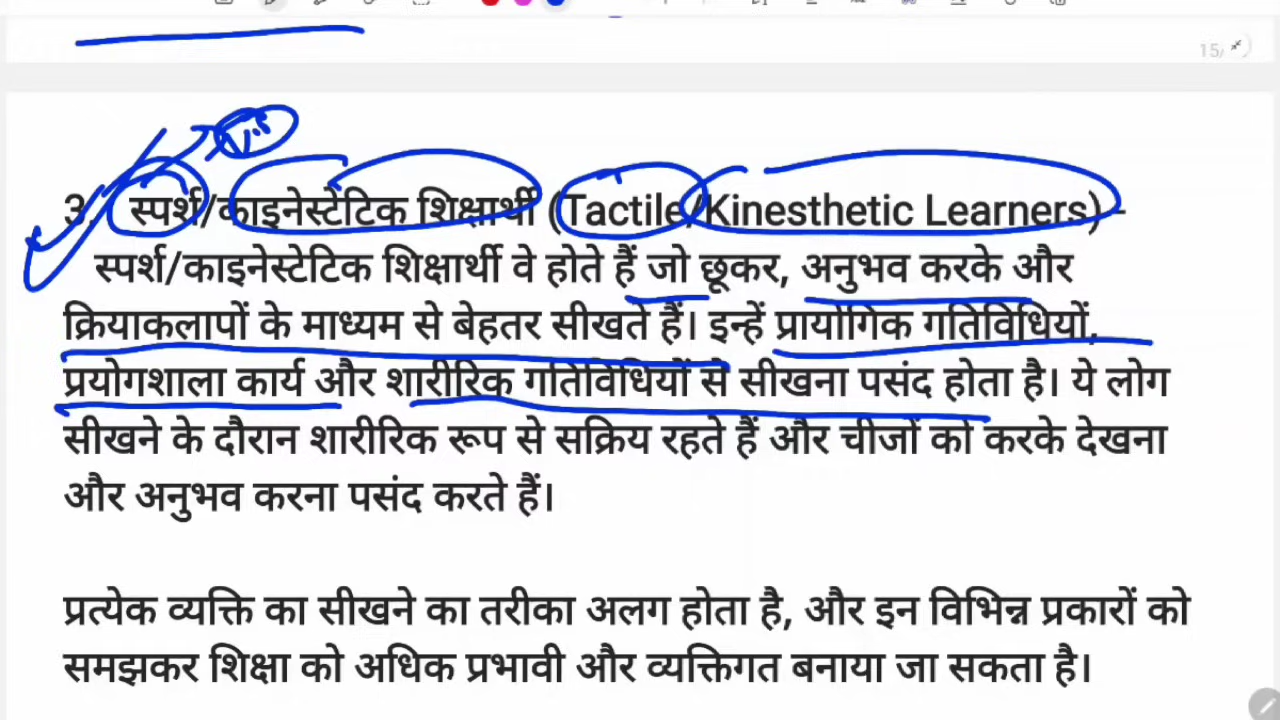 15/
3. स्पर्श/काइनेस्टेटिक शिक्षार्थी (Tactile/Kinesthetic Learners) -
स्पर्श/काइनेस्टेटिक शिक्षार्थी वे होते हैं जो छूकर, अनुभव करके और
क्रियाकलापों के माध्यम से बेहतर सीखते हैं। इन्हें प्रायोगिक गतिविधियों,
प्रयोगशाला कार्य और शारीरिक गतिविधियों से सीखना पसंद होता है। ये लोग
सीखने के दौरान शारीरिक रूप से सक्रिय रहते हैं और चीजों को करके देखना
और अनुभव करना पसंद करते हैं।
प्रत्येक व्यक्ति का सीखने का तरीका अलग होता है, और इन विभिन्न प्रकारों को
समझकर शिक्षा को अधिक प्रभावी और व्यक्तिगत बनाया जा सकता है।